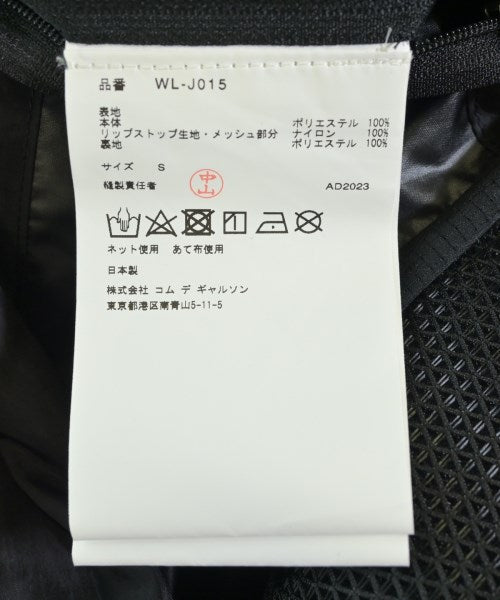 品番 WL-J015
表地
本体 ポリエステル 100%
リップストップ生地・メッシュ部分 ナイロン 100%
裏地 ポリエステル 100%
サイズ S
縫製責任者 中山 AD2023
ネット使用 あて布使用
日本製
株式会社 コム デ ギャルソン
東京都港区南青山5-11-5